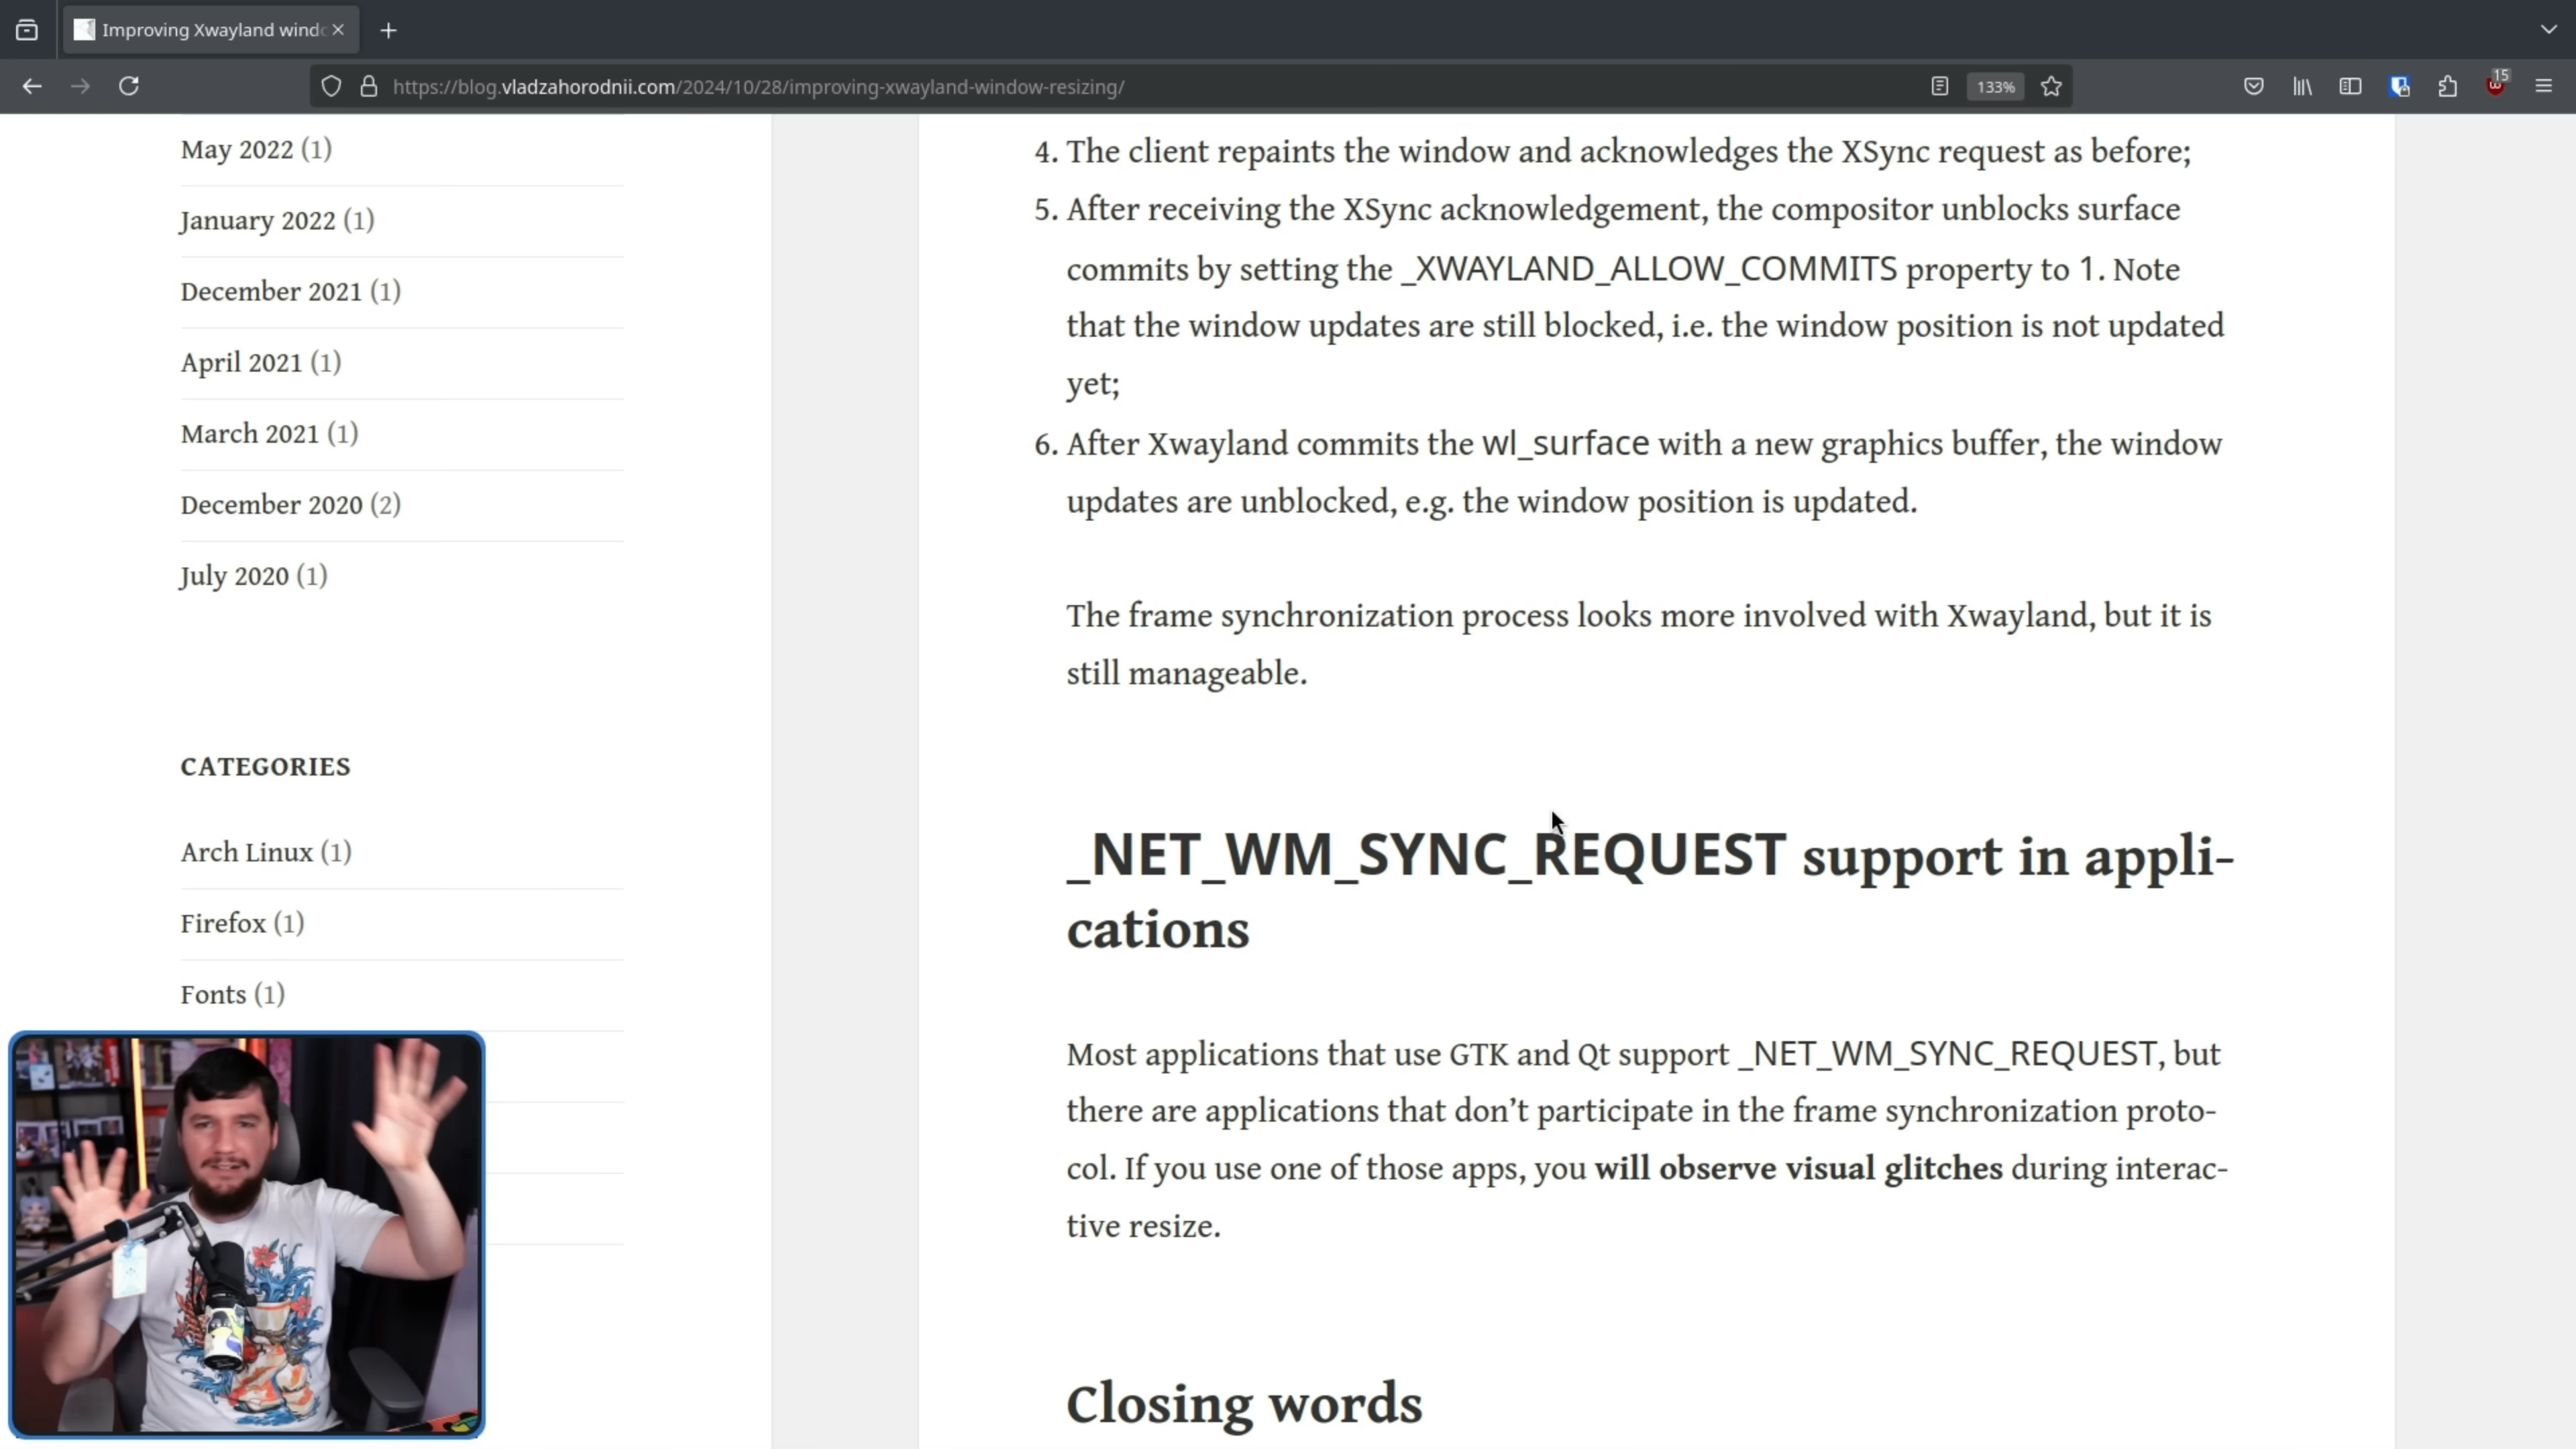 Improving Xwayland wind
https://blog.vladzahorodnii.com/2024/10/28/improving-xwayland-window-resizing/
133%
15
May 2022 (1)
January 2022 (1)
December 2021 (1)
April 2021 (1)
March 2021 (1)
December 2020 (2)
July 2020 (1)
CATEGORIES
Arch Linux (1)
Firefox (1)
Fonts (1)
4. The client repaints the window and acknowledges the XSync request as before;
5. After receiving the XSync acknowledgement, the compositor unblocks surface
commits by setting the _XWAYLAND_ALLOW_COMMITS property to 1. Note
that the window updates are still blocked, i.e. the window position is not updated
yet;
6. After Xwayland commits the wl_surface with a new graphics buffer, the window
updates are unblocked, e.g. the window position is updated.
The frame synchronization process looks more involved with Xwayland, but it is
still manageable.
_NET_WM_SYNC_REQUEST support in appli-
cations
Most applications that use GTK and Qt support _NET_WM_SYNC_REQUEST, but
there are applications that don’t participate in the frame synchronization proto-
col. If you use one of those apps, you will observe visual glitches during interac-
tive resize.
Closing words